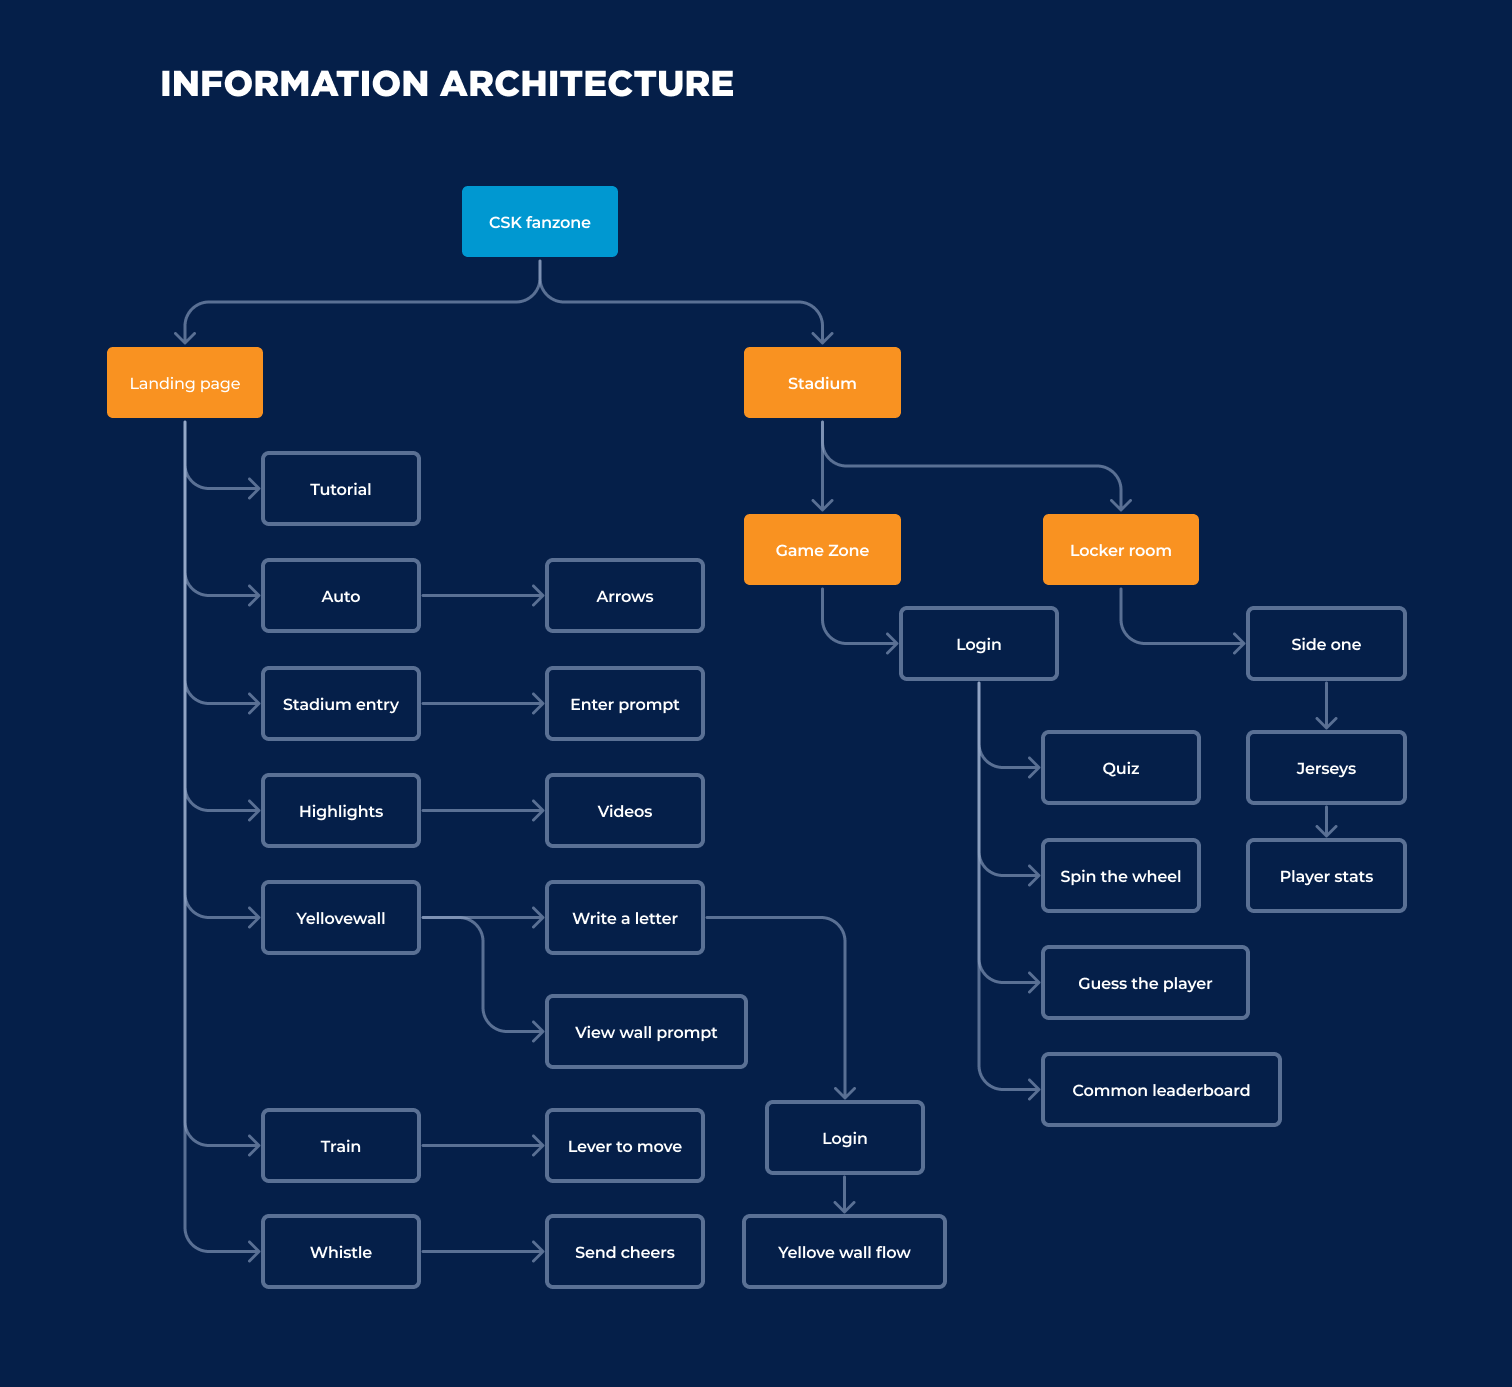 INFORMATION ARCHITECTURE
CSK fanzone
Landing page
Stadium
Tutorial
Game Zone
Locker room
Auto
Arrows
Login
Side one
Stadium entry
Enter prompt
Quiz
Jerseys
Highlights
Videos
Spin the wheel
Player stats
Yellovewall
Write a letter
Guess the player
View wall prompt
Common leaderboard
Train
Lever to move
Login
Whistle
Send cheers
Yellove wall flow